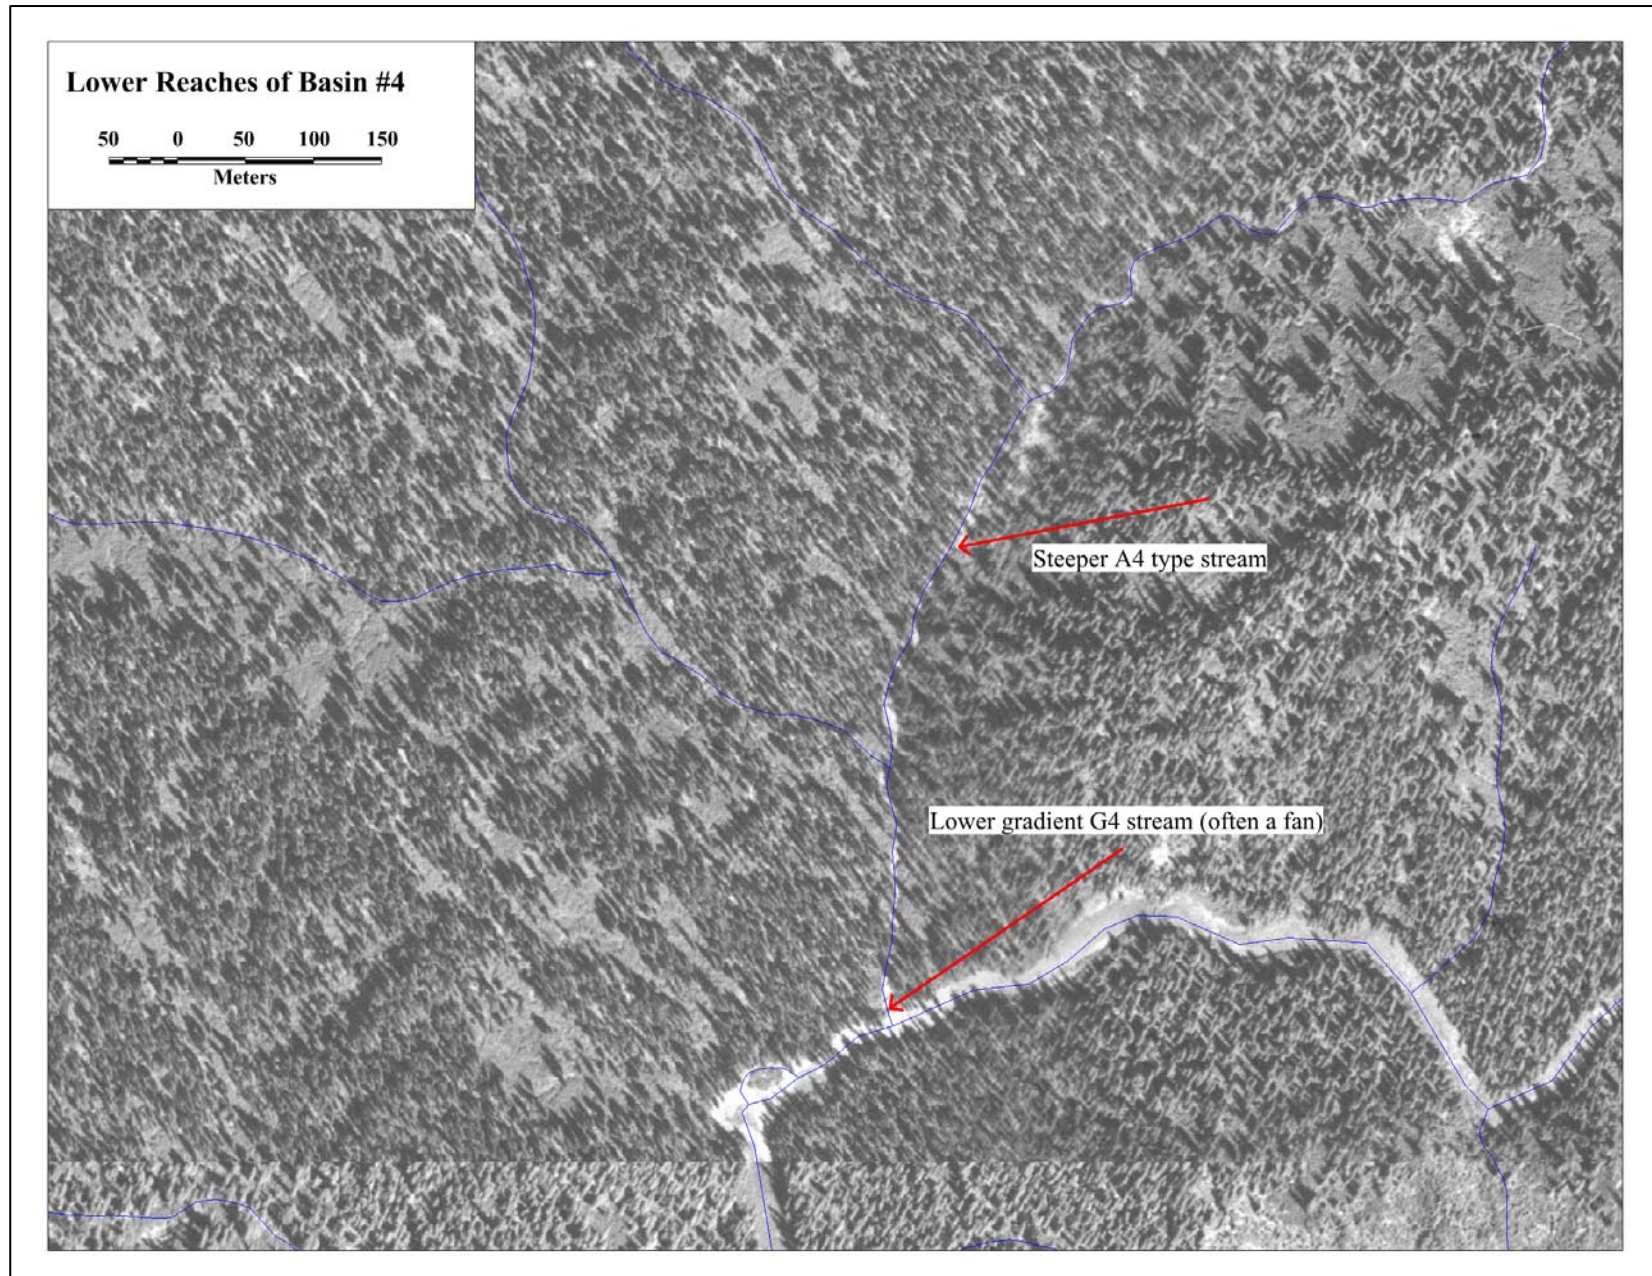 Lower Reaches of Basin #4
50 0 50 100 150
Meters
Steeper A4 type stream
Lower gradient G4 stream (often a fan)